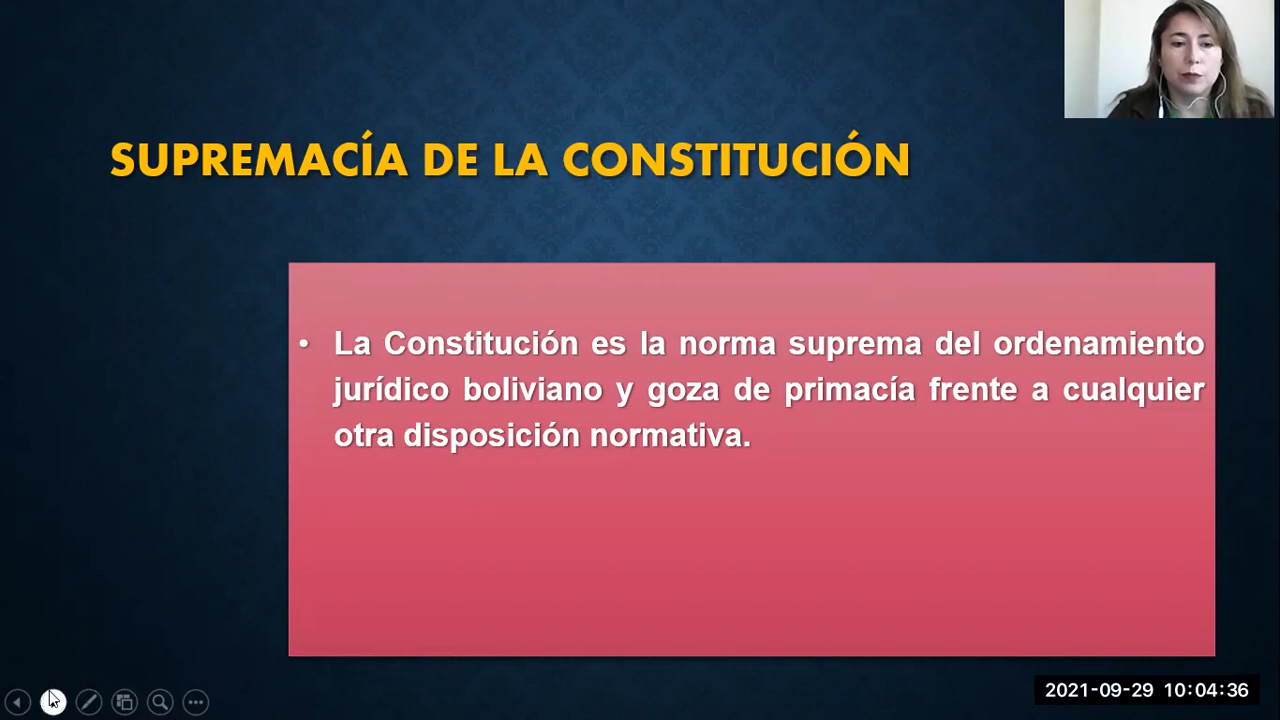 SUPREMACÍA DE LA CONSTITUCIÓN
• La Constitución es la norma suprema del ordenamiento
jurídico boliviano y goza de primacía frente a cualquier
otra disposición normativa.
2021-09-29 10:04:36